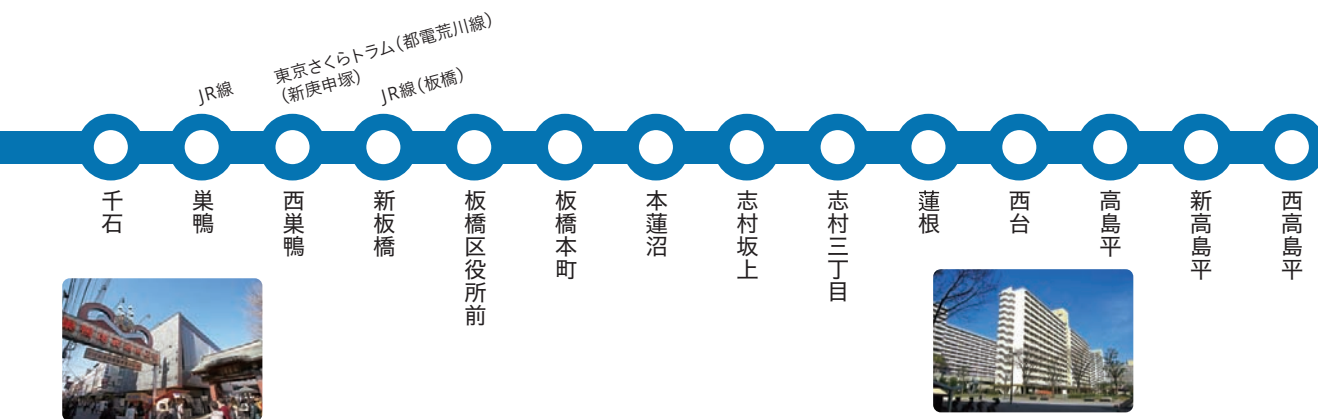 東京さくらトラム(都電荒川線)
(新庚申塚)
JR線
JR線(板橋)
千石
巣鴨
西巣鴨
新板橋
板橋区役所前
板橋本町
本蓮沼
志村坂上
志村三丁目
蓮根
西台
高島平
新高島平
西高島平